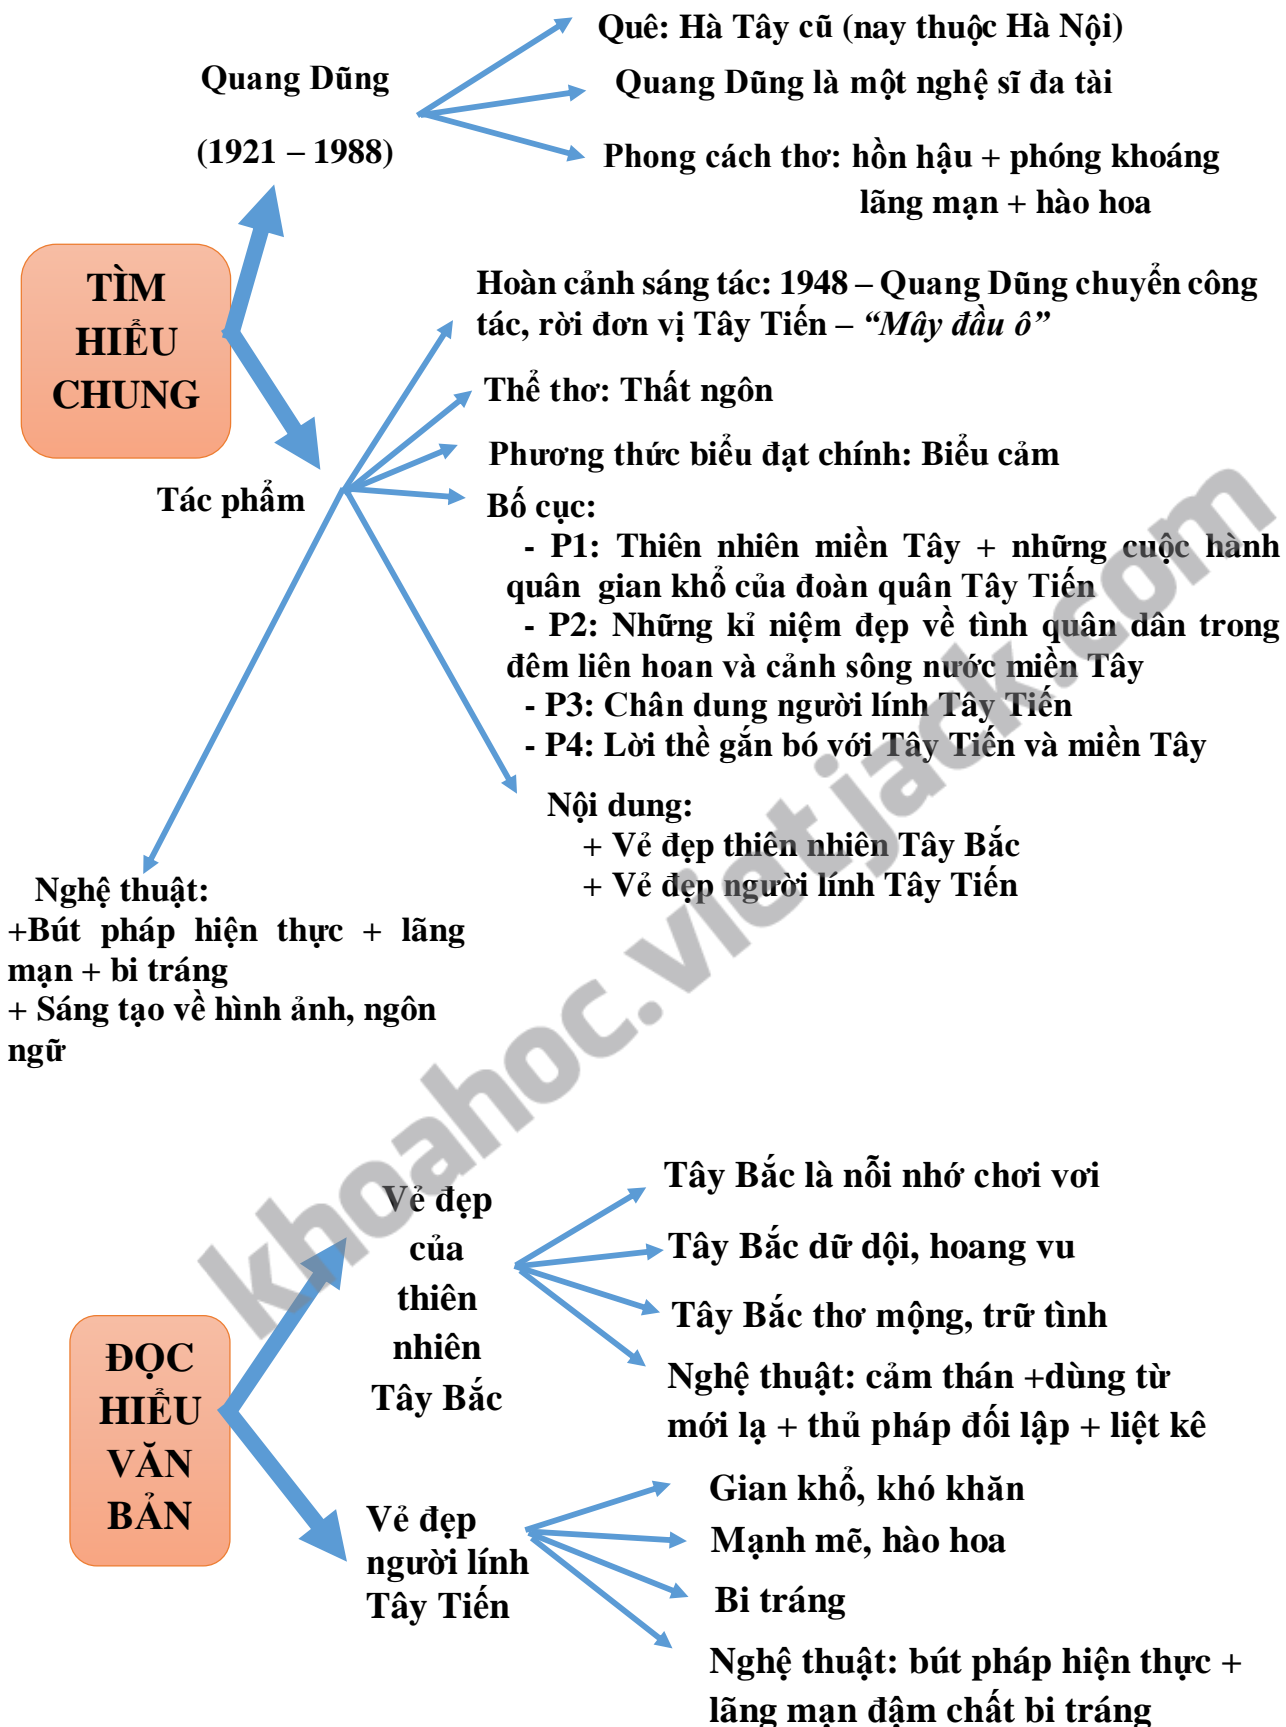 Quê: Hà Tây cũ (nay thuộc Hà Nội)
Quang Dũng
(1921 – 1988)
Quang Dũng là một nghệ sĩ đa tài
Phong cách thơ: hồn hậu + phóng khoáng
lãng mạn + hào hoa
TÌM
HIỂU
CHUNG
Hoàn cảnh sáng tác: 1948 – Quang Dũng chuyển công
tác, rời đơn vị Tây Tiến – “Mây đầu ô”
Thể thơ: Thất ngôn
Phương thức biểu đạt chính: Biểu cảm
Tác phẩm
Bố cục:
- P1: Thiên nhiên miền Tây + những cuộc hành
quân gian khổ của đoàn quân Tây Tiến
- P2: Những kỉ niệm đẹp về tình quân dân trong
đêm liên hoan và cảnh sông nước miền Tây
- P3: Chân dung người lính Tây Tiến
- P4: Lời thề gắn bó với Tây Tiến và miền Tây
Nội dung:
+ Vẻ đẹp thiên nhiên Tây Bắc
+ Vẻ đẹp người lính Tây Tiến
Nghệ thuật:
+Bút pháp hiện thực + lãng
mạn + bi tráng
+ Sáng tạo về hình ảnh, ngôn
ngữ
khoahoc.vietjack.com
ĐỌC
HIỂU
VĂN
BẢN
Vẻ đẹp
của
thiên
nhiên
Tây Bắc
Tây Bắc là nỗi nhớ chơi vơi
Tây Bắc dữ dội, hoang vu
Tây Bắc thơ mộng, trữ tình
Nghệ thuật: cảm thán +dùng từ
mới lạ + thủ pháp đối lập + liệt kê
Vẻ đẹp
người lính
Tây Tiến
Gian khổ, khó khăn
Mạnh mẽ, hào hoa
Bi tráng
Nghệ thuật: bút pháp hiện thực +
lãng mạn đậm chất bi tráng